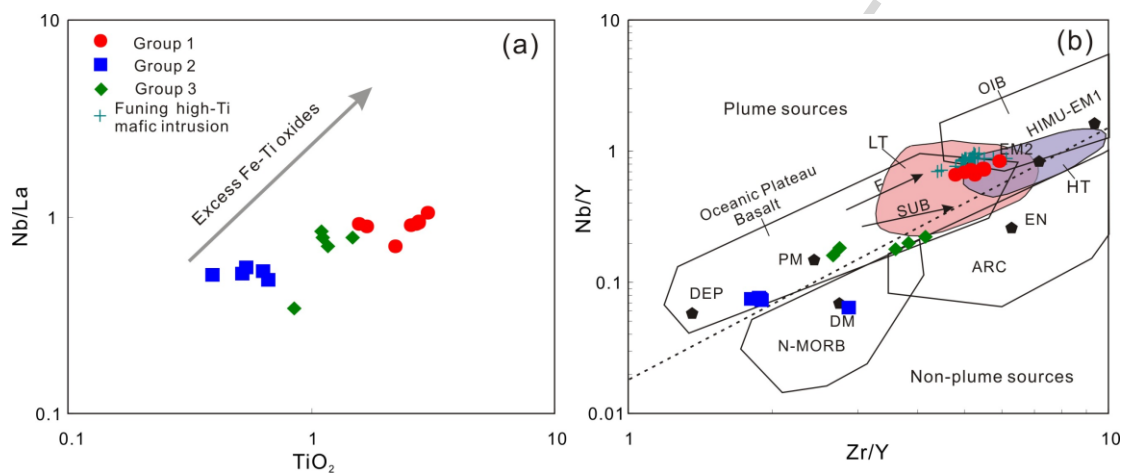 (a)
10
1
0.1
Nb/La
Group 1
Group 2
Group 3
Funing high-Ti
mafic intrusion
Excess Fe-Ti oxides
0.1
1
10
TiO₂
(b)
10
1
0.1
0.01
Nb/Y
Plume sources
OIB
HIMU-EM1
LT
EM2
HT
F
SUB
Oceanic Plateau
Basalt
EN
PM
ARC
DEP
DM
N-MORB
Non-plume sources
1
10
Zr/Y